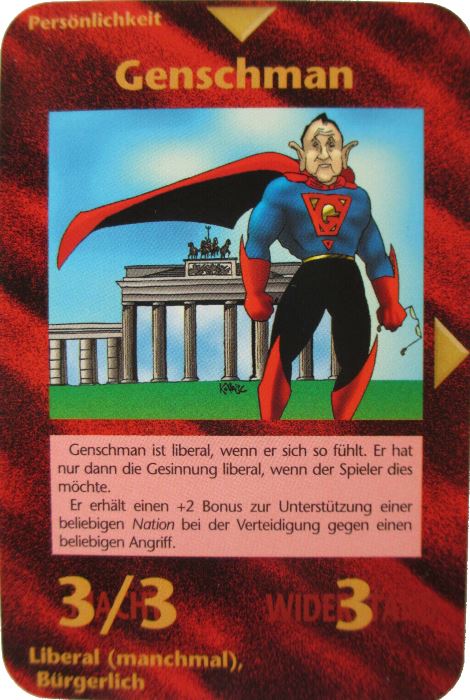 Persönlichkeit
Genschman
G
KOVALIC
Genschman ist liberal, wenn er sich so fühlt. Er hat
nur dann die Gesinnung liberal, wenn der Spieler dies
möchte.
Er erhält einen +2 Bonus zur Unterstützung einer
beliebigen Nation bei der Verteidigung gegen einen
beliebigen Angriff.
3/3
3
Liberal (manchmal),
Bürgerlich